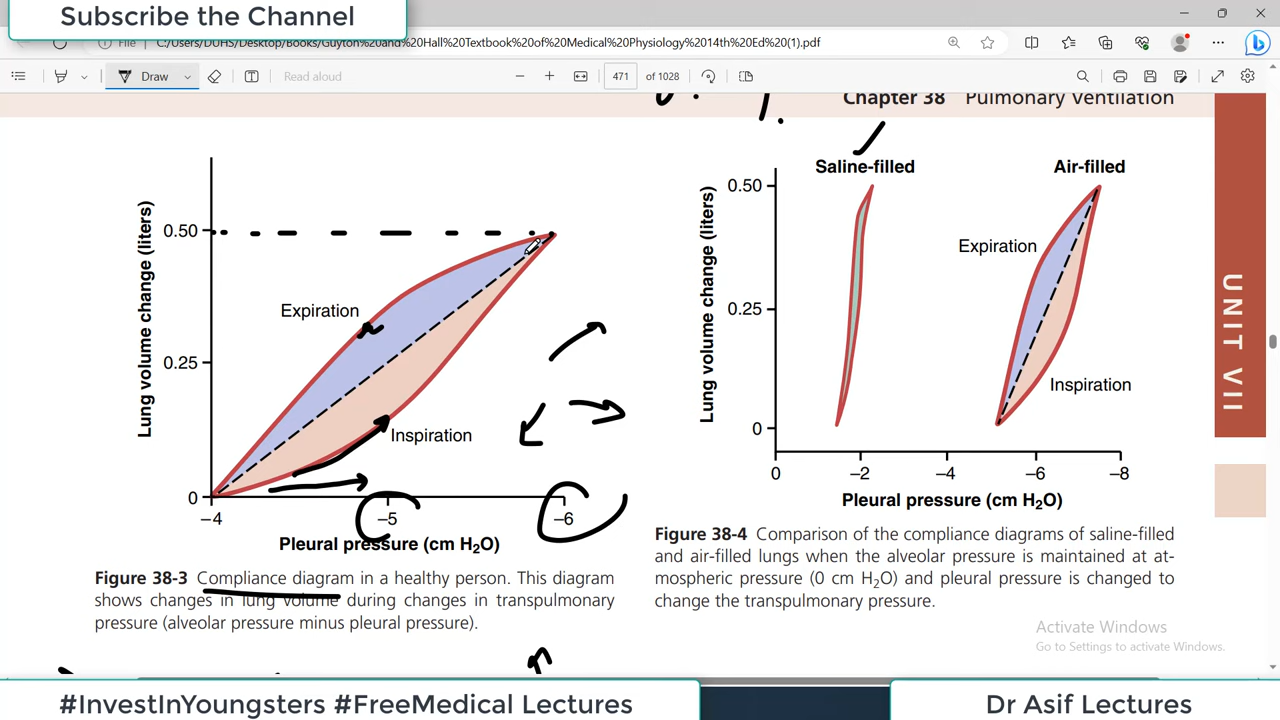 Subscribe the Channel
File
C:/Users/DUHS/Desktop/Books/Guyton%20and%20Hall%20Textbook%20of%20Medical%20Physiology%2014th%20Ed%20(1).pdf
Draw
Read aloud
471 of 1028
Chapter 38 Pulmonary Ventilation
UNIT VII
Lung volume change (liters)
0.50
0.25
0
Expiration
Inspiration
–4
–5
–6
Pleural pressure (cm H2O)
Figure 38-3 Compliance diagram in a healthy person. This diagram
shows changes in lung volume during changes in transpulmonary
pressure (alveolar pressure minus pleural pressure).
Saline-filled
Air-filled
Lung volume change (liters)
0.50
0.25
0
Expiration
Inspiration
0
–2
–4
–6
–8
Pleural pressure (cm H2O)
Figure 38-4 Comparison of the compliance diagrams of saline-filled
and air-filled lungs when the alveolar pressure is maintained at at-
mospheric pressure (0 cm H2O) and pleural pressure is changed to
change the transpulmonary pressure.
Activate Windows
Go to Settings to activate Windows.
#InvestInYoungsters #FreeMedical Lectures
Dr Asif Lectures